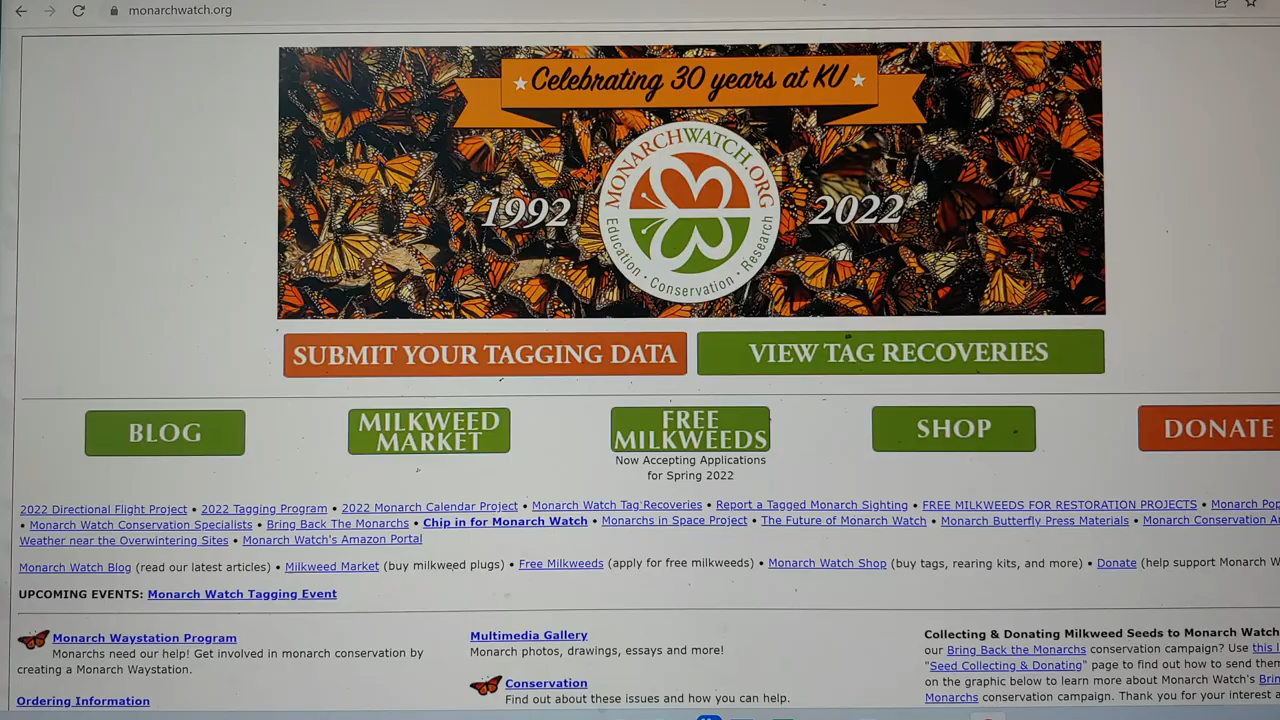 monarchwatch.org
Celebrating 30 years at KU
MONARCHWATCH.ORG
1992
2022
Education · Conservation · Research
SUBMIT YOUR TAGGING DATA
VIEW TAG RECOVERIES
BLOG
MILKWEED
MARKET
FREE
MILKWEEDS
SHOP
DONATE
Now Accepting Applications
for Spring 2022
2022 Directional Flight Project • 2022 Tagging Program • 2022 Monarch Calendar Project • Monarch Watch Tag Recoveries • Report a Tagged Monarch Sighting • FREE MILKWEEDS FOR RESTORATION PROJECTS • Monarch Pop
• Monarch Watch Conservation Specialists • Bring Back The Monarchs • Chip in for Monarch Watch • Monarchs in Space Project • The Future of Monarch Watch • Monarch Butterfly Press Materials • Monarch Conservation A
Weather near the Overwintering Sites • Monarch Watch's Amazon Portal
Monarch Watch Blog (read our latest articles) • Milkweed Market (buy milkweed plugs) • Free Milkweeds (apply for free milkweeds) • Monarch Watch Shop (buy tags, rearing kits, and more) • Donate (help support Monarch W
UPCOMING EVENTS: Monarch Watch Tagging Event
Monarch Waystation Program
Monarchs need our help! Get involved in monarch conservation by
creating a Monarch Waystation.
Ordering Information
Multimedia Gallery
Monarch photos, drawings, essays and more!
Conservation
Find out about these issues and how you can help.
Collecting & Donating Milkweed Seeds to Monarch Watch
our Bring Back the Monarchs conservation campaign? Use this l
"Seed Collecting & Donating" page to find out how to send them
on the graphic below to learn more about Monarch Watch's Brin
Monarchs conservation campaign. Thank you for your interest a